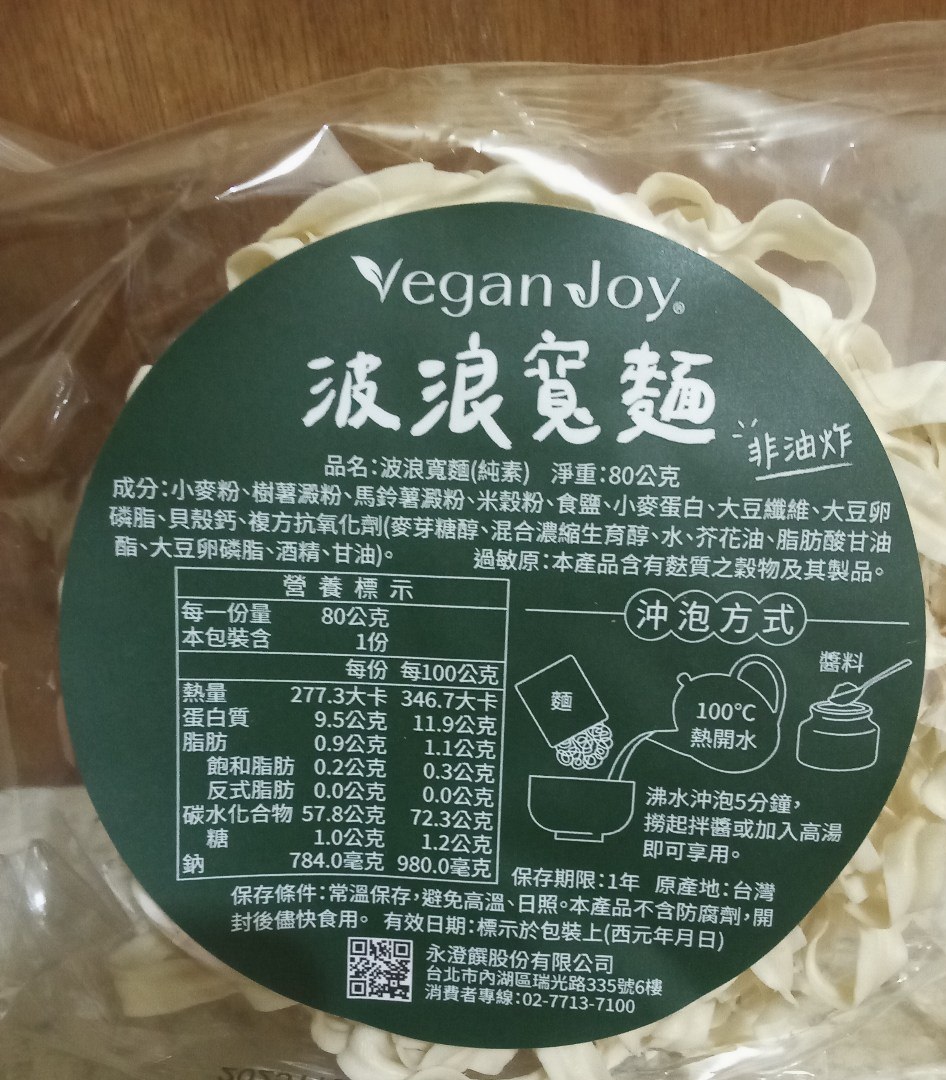 Vegan Joy®
波浪寬麵
非油炸
品名:波浪寬麵(純素) 淨重:80公克
成分:小麥粉、樹薯澱粉、馬鈴薯澱粉、米穀粉、食鹽、小麥蛋白、大豆纖維、大豆卵
磷脂、貝殼鈣、複方抗氧化劑(麥芽糖醇、混合濃縮生育醇、水、芥花油、脂肪酸甘油
酯、大豆卵磷脂、酒精、甘油)。 過敏原:本產品含有麩質之穀物及其製品。
營養標示
每一份量 80公克
本包裝含 1份
每份 每100公克
熱量 277.3大卡 346.7大卡
蛋白質 9.5公克 11.9公克
脂肪 0.9公克 1.1公克
飽和脂肪 0.2公克 0.3公克
反式脂肪 0.0公克 0.0公克
碳水化合物 57.8公克 72.3公克
糖 1.0公克 1.2公克
鈉 784.0毫克 980.0毫克
沖泡方式
麵
100°C
熱開水
醬料
沸水沖泡5分鐘,
撈起拌醬或加入高湯
即可享用。
保存期限:1年 原產地:台灣
保存條件:常溫保存,避免高溫、日照。本產品不含防腐劑,開
封後儘快食用。 有效日期:標示於包裝上(西元年月日)
永澄饌股份有限公司
台北市內湖區瑞光路335號6樓
消費者專線:02-7713-7100